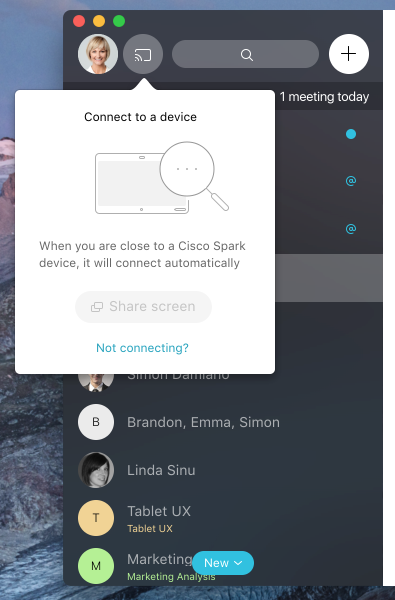 1 meeting today
Connect to a device
When you are close to a Cisco Spark
device, it will connect automatically
Share screen
Not connecting?
Simon Damiano
B
Brandon, Emma, Simon
Linda Sinu
T
Tablet UX
Tablet UX
M
Marketing
Marketing Analysis
New